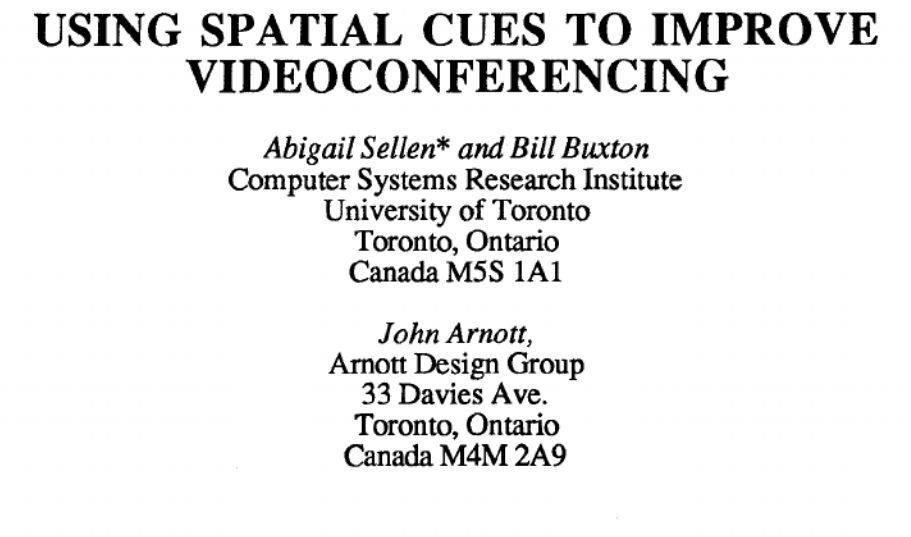 USING SPATIAL CUES TO IMPROVE
VIDEOCONFERENCING
Abigail Sellen* and Bill Buxton
Computer Systems Research Institute
University of Toronto
Toronto, Ontario
Canada M5S 1A1
John Arnott,
Arnott Design Group
33 Davies Ave.
Toronto, Ontario
Canada M4M 2A9